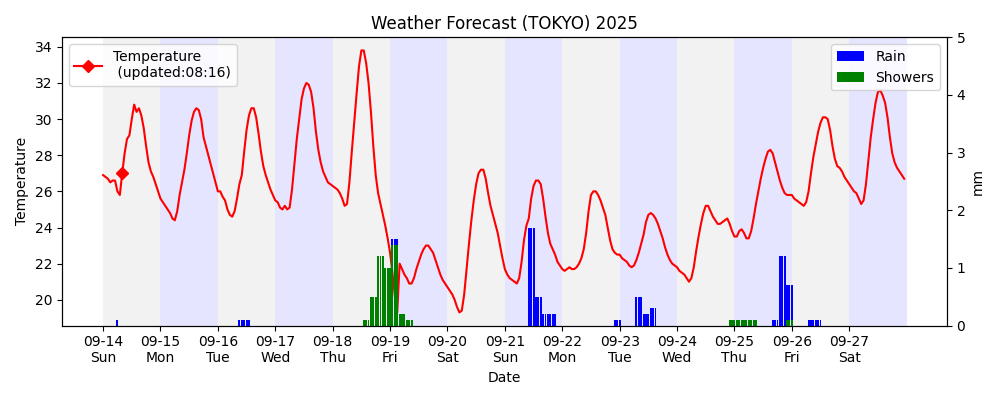 Weather Forecast (TOKYO) 2025
Temperature
(updated:08:16)
Rain
Showers
34
32
30
28
26
24
22
20
Temperature
5
4
3
2
1
0
mm
09-14 09-15 09-16 09-17 09-18 09-19 09-20 09-21 09-22 09-23 09-24 09-25 09-26 09-27
Sun Mon Tue Wed Thu Fri Sat Sun Mon Tue Wed Thu Fri Sat
Date